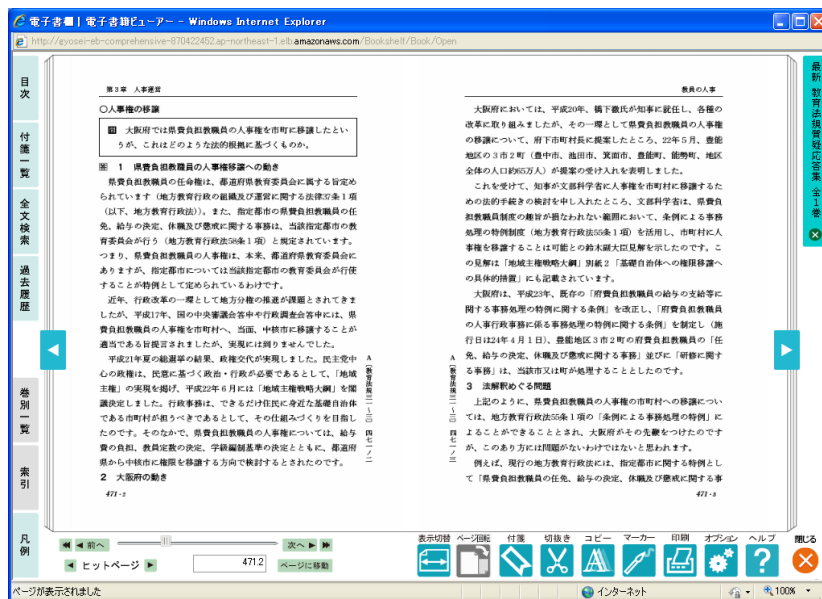 電子書棚 | 電子書籍ビューアー - Windows Internet Explorer
http://gyosei-eb-comprehensive-870422452.ap-northeast-1.elb.amazonaws.com/Bookshelf/Book/Open
目次
付箋一覧
全文検索
過去履歴
巻別一覧
索引
凡例
第3章 人事運営
○人事権の移譲
問 大阪府では県費負担教職員の人事権を市町に移譲したとい
うが、これはどのような法的根拠に基づくものか。
答 1 県費負担教職員の人事権移譲への動き
県費負担教職員の任命権は、都道府県教育委員会に属する旨定め
られています（地方教育行政の組織及び運営に関する法律37条1項
（以下、地方教育行政法））。また、指定都市の県費負担教職員の任
免、給与の決定、休職及び懲戒に関する事務は、当該指定都市の教
育委員会が行う（地方教育行政法58条1項）と規定されています。
つまり、県費負担教職員の人事権は、本来、都道府県教育委員会に
ありますが、指定都市については当該指定都市の教育委員会が行使
することが特例として定められているわけです。
近年、行政改革の一環として地方分権の推進が課題とされてきま
したが、平成17年、国の中央審議会答申や行政調査会答申には、県
費負担教職員の人事権を市町村へ、当面、中核市に移譲することが
適当である旨提言されましたが、実現には到りませんでした。
平成21年夏の総選挙の結果、政権交代が実現しました。民主党中
心の政権は、民意に基づく政治・行政が必要であるとして、「地域
主権」の実現を掲げ、平成22年6月には「地域主権戦略大綱」を閣
議決定しました。行政事務は、できるだけ住民に身近な基礎自治体
である市町村が担うべきであるとして、その仕組みづくりを目指し
たのです。そのなかで、県費負担教職員の人事権については、給与
費の負担、教員定数の決定、学級編制基準の決定とともに、都道府
県から中核市に権限を移譲する方向で検討するとされたのです。
2 大阪府の動き
471-2
A〔教育法規三一～三〕 四七一ノ二
教員の人事
大阪府においては、平成20年、橋下徹氏が知事に就任し、各種の
改革に取り組みましたが、その一環として県費負担教職員の人事権
の移譲について、府下市町村長に提案したところ、22年5月、豊能
地区の3市2町（豊中市、池田市、箕面市、豊能町、能勢町、地区
全体の人口約65万人）が提案の受け入れを表明しました。
これを受けて、知事が文部科学省に人事権を市町村に移譲するた
めの法的手続きの検討を申し入れたところ、文部科学省は、県費負
担教職員制度の趣旨が損なわれない範囲において、条例による事務
処理の特例制度（地方教育行政法55条1項）を活用し、市町村に人
事権を移譲することは可能との鈴木副大臣見解を示したのです。こ
の見解は「地域主権戦略大綱」別紙2「基礎自治体への権限移譲へ
の具体的措置」にも記載されています。
大阪府は、平成23年、既存の「府費負担教職員の給与の支給等に
関する事務処理の特例に関する条例」を改正し、「府費負担教職員
の人事行政事務に係る事務処理の特例に関する条例」を制定し（施
行日は24年4月1日）、豊能地区3市2町の府費負担教職員の「任
免、給与の決定、休職及び懲戒に関する事務」並びに「研修に関す
る事務」は、当該市又は町が処理することとしたのです。
3 法解釈めぐる問題
上記のように、県費負担教職員の人事権の市町村への移譲につい
ては、地方教育行政法55条1項の「条例による事務処理の特例」に
よることができることとされ、大阪府がその先鞭をつけたのです
が、このあり方には問題がないわけではないと思われます。
例えば、現行の地方教育行政法には、指定都市に関する特例とし
て「県費負担教職員の任免、給与の決定、休職及び懲戒に関する事
471-3
A〔教育法規三一～三〕 四七一ノ三
最新 教育法規質疑応答集 全1巻
前へ
次へ
ヒットページ
471.2
ページに移動
表示切替 ページ回転 付箋 切抜き コピー マーカー 印刷 オプション ヘルプ 閉じる
ページが表示されました
インターネット
100%